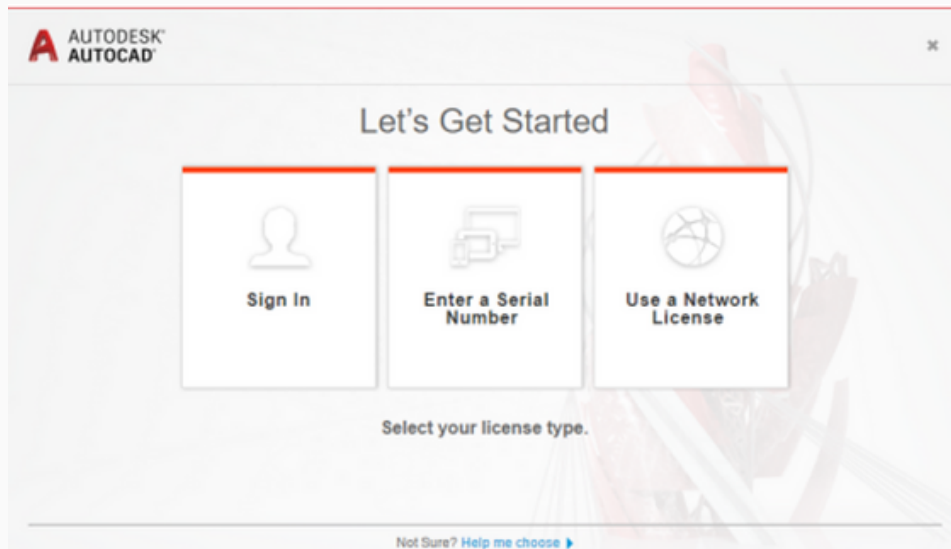 AUTODESK®
AUTOCAD®
Let's Get Started
Sign In
Enter a Serial
Number
Use a Network
License
Select your license type.
Not Sure? Help me choose